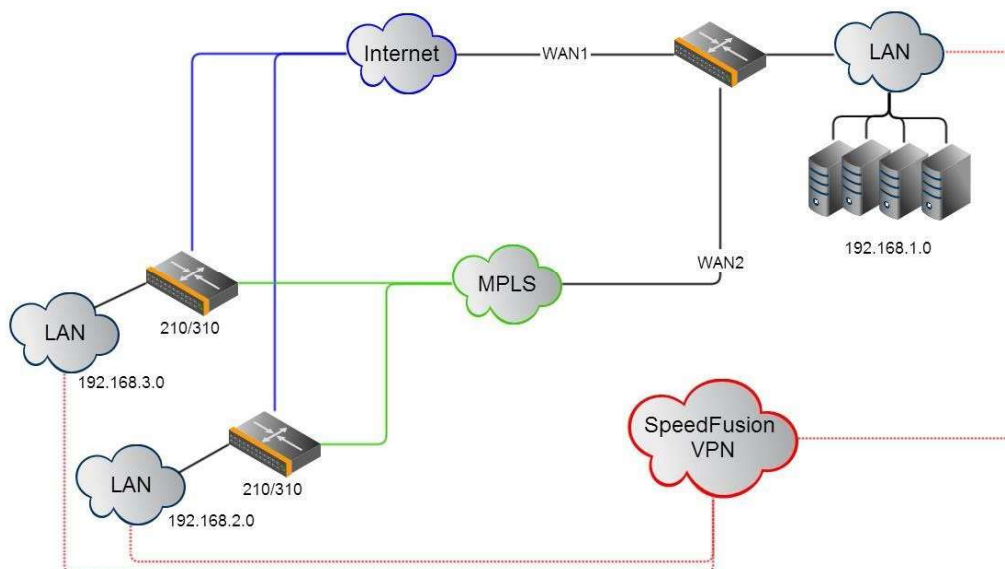 Internet
WAN1
LAN
192.168.1.0
WAN2
MPLS
210/310
LAN
192.168.3.0
SpeedFusion
VPN
210/310
LAN
192.168.2.0